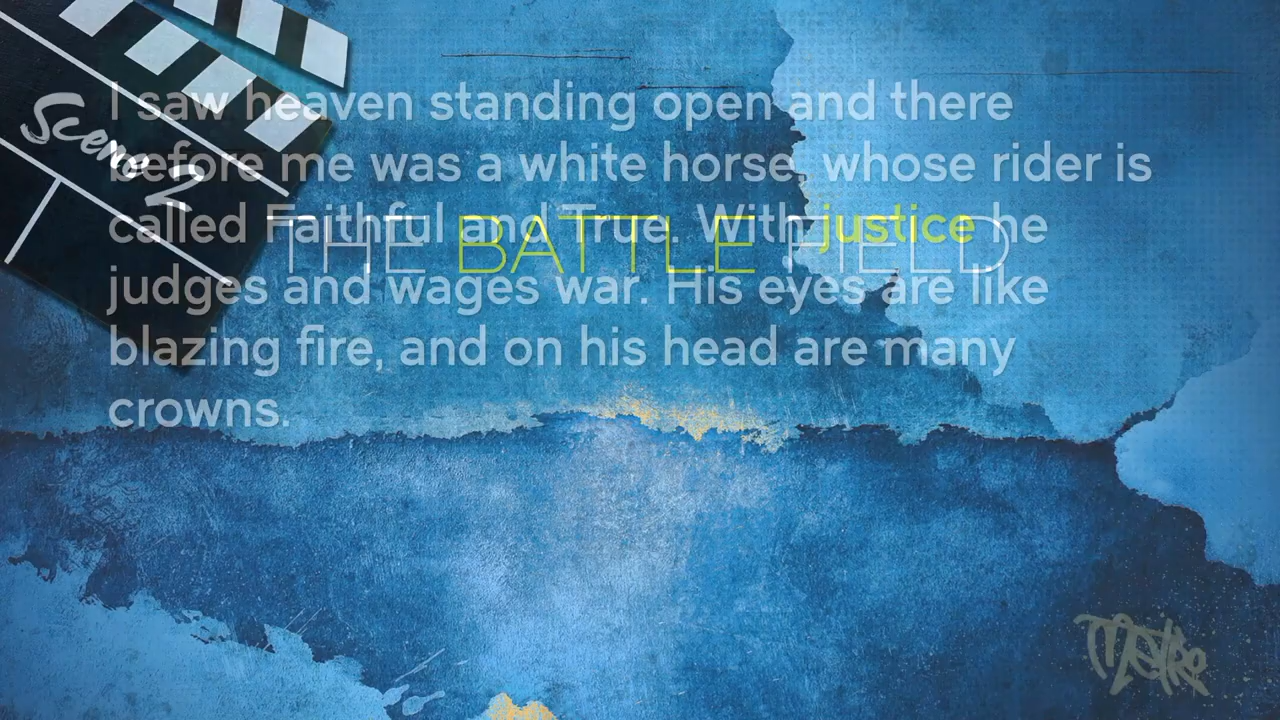 Scene 2
I saw heaven standing open and there
before me was a white horse, whose rider is
called Faithful and True. With justice he
judges and wages war. His eyes are like
blazing fire, and on his head are many
crowns.
THE BATTLE FIELD
Metro